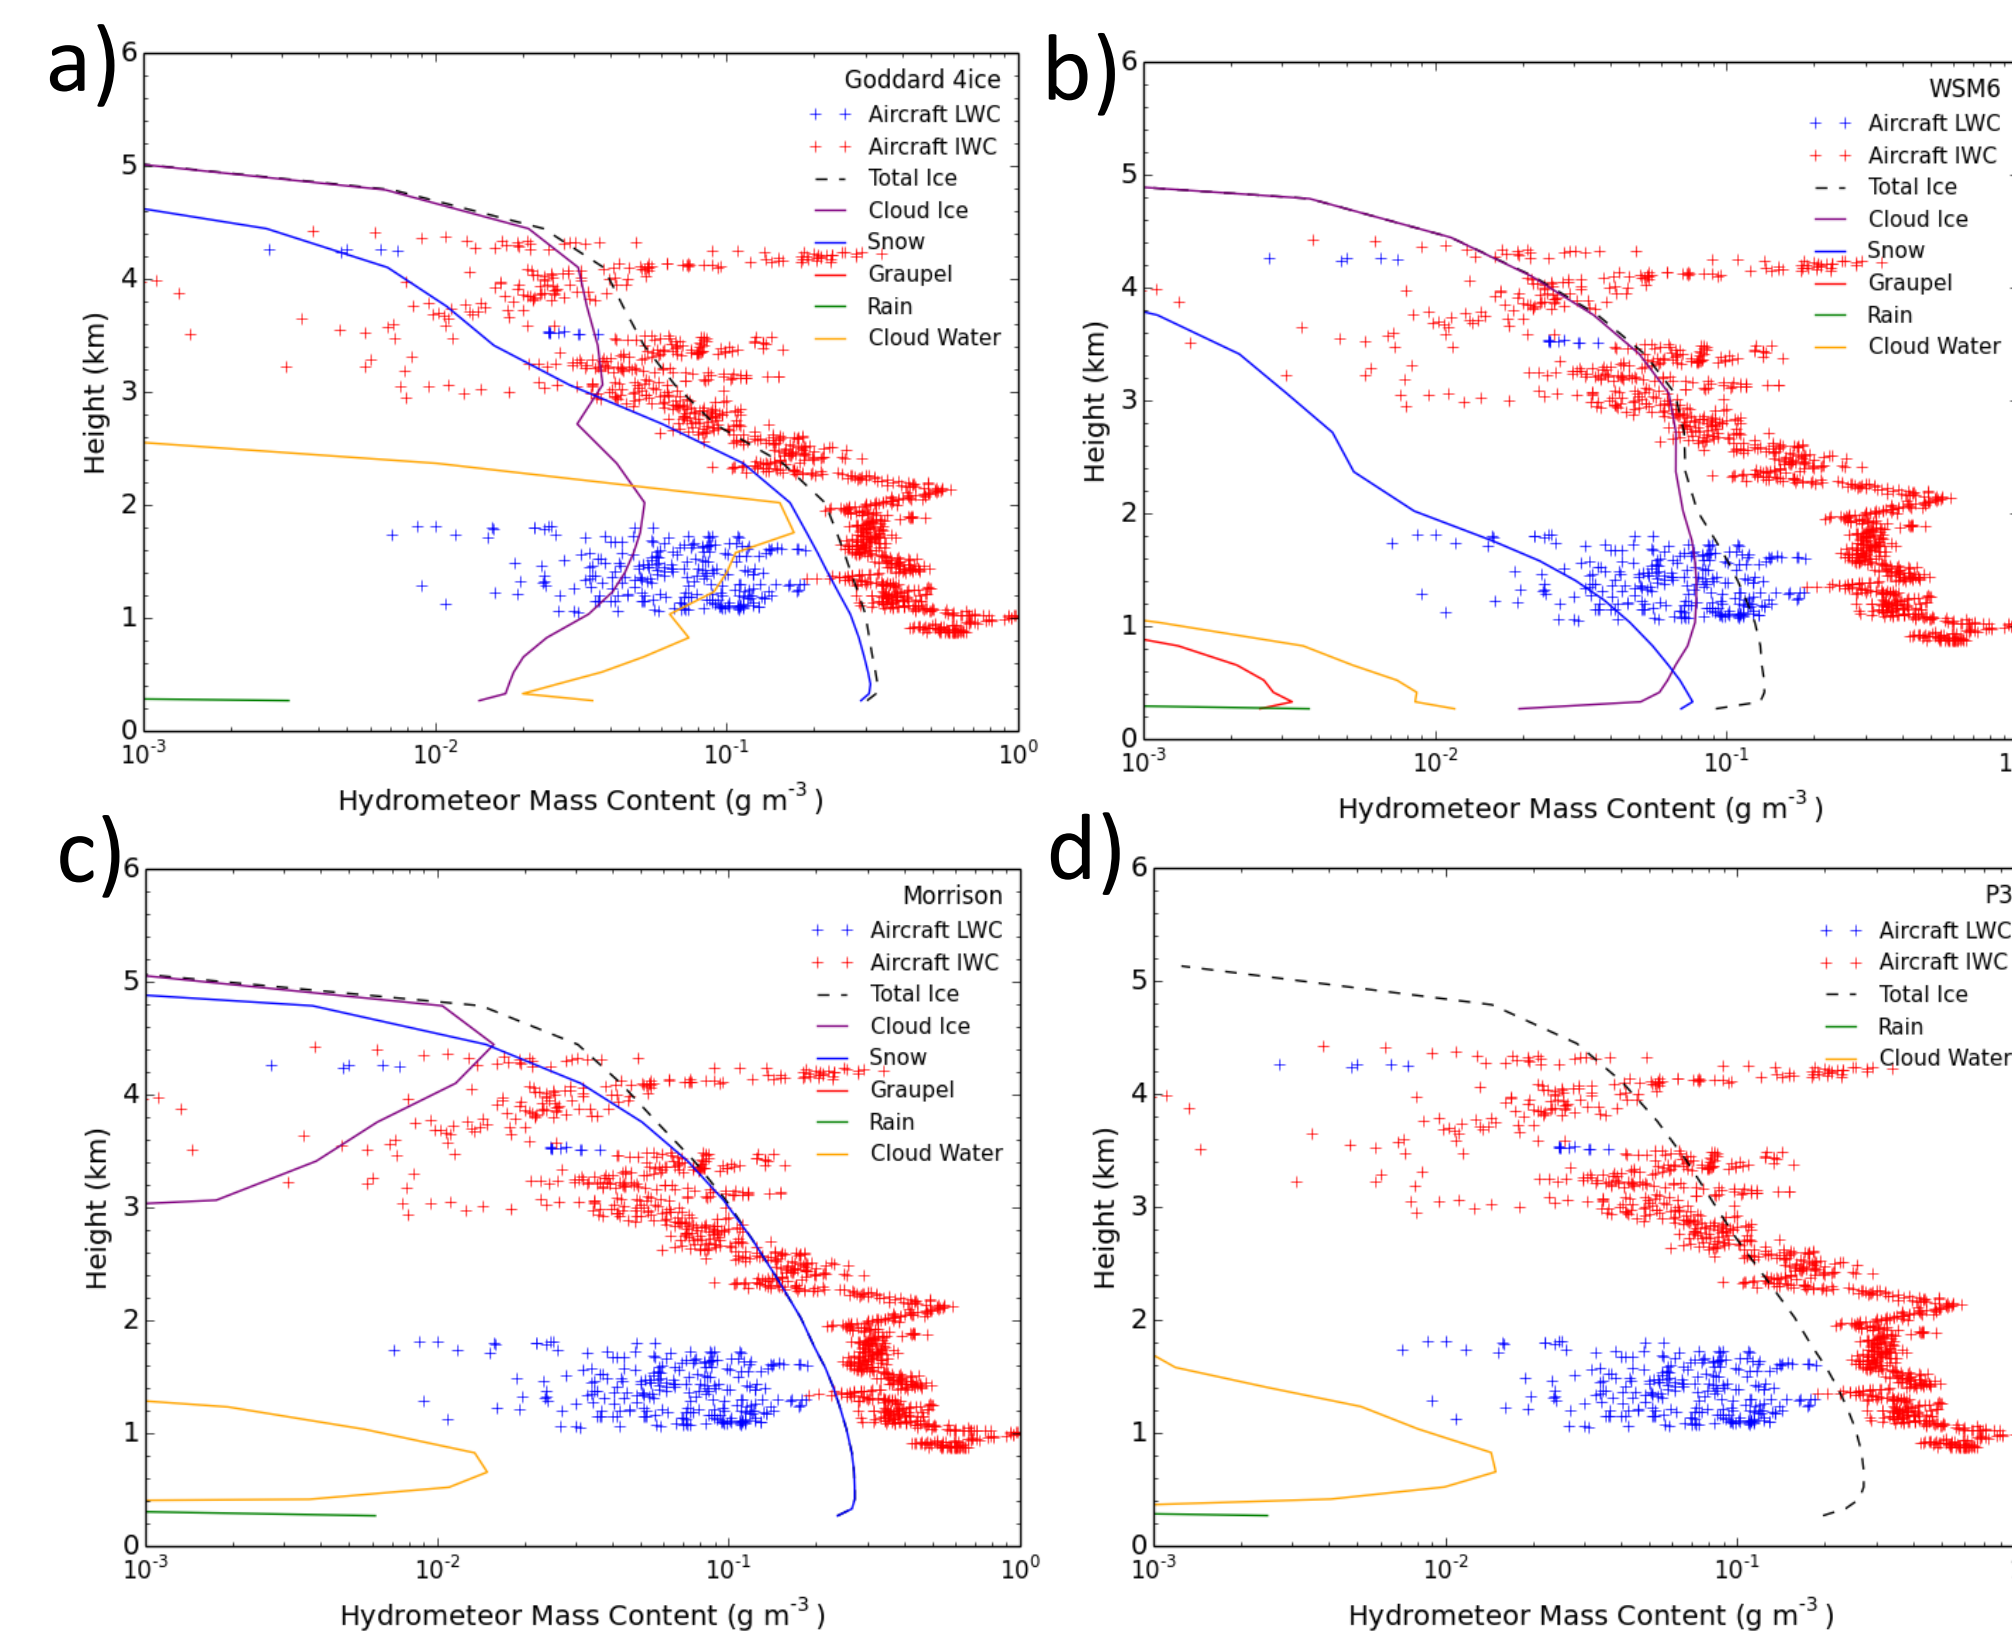 a)
6
5
4
3
2
1
0
Height (km)
Goddard 4ice
Aircraft LWC
Aircraft IWC
Total Ice
Cloud Ice
Snow
Graupel
Rain
Cloud Water
10⁻³ 10⁻² 10⁻¹ 10⁰
Hydrometeor Mass Content (g m⁻³ )
b)
6
5
4
3
2
1
0
Height (km)
WSM6
Aircraft LWC
Aircraft IWC
Total Ice
Cloud Ice
Snow
Graupel
Rain
Cloud Water
10⁻³ 10⁻² 10⁻¹ 1
Hydrometeor Mass Content (g m⁻³ )
c)
6
5
4
3
2
1
0
Height (km)
Morrison
Aircraft LWC
Aircraft IWC
Total Ice
Cloud Ice
Snow
Graupel
Rain
Cloud Water
10⁻³ 10⁻² 10⁻¹ 10⁰
Hydrometeor Mass Content (g m⁻³ )
d)
6
5
4
3
2
1
0
Height (km)
P3
Aircraft LWC
Aircraft IWC
Total Ice
Rain
Cloud Water
10⁻³ 10⁻² 10⁻¹
Hydrometeor Mass Content (g m⁻³ )